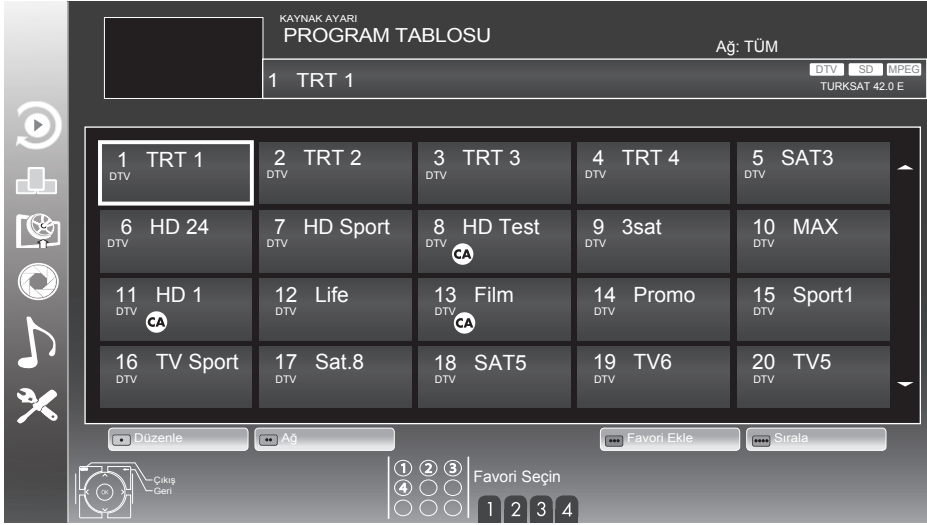 KAYNAK AYARI
PROGRAM TABLOSU
Ağ: TÜM
1 TRT 1
DTV SD MPEG
TURKSAT 42.0 E
1 TRT 1 2 TRT 2 3 TRT 3 4 TRT 4 5 SAT3
DTV DTV DTV DTV DTV
6 HD 24 7 HD Sport 8 HD Test 9 3sat 10 MAX
DTV DTV DTV DTV DTV
CA
11 HD 1 12 Life 13 Film 14 Promo 15 Sport1
DTV DTV DTV DTV DTV
CA CA
16 TV Sport 17 Sat.8 18 SAT5 19 TV6 20 TV5
DTV DTV DTV DTV DTV
Düzenle Ağ Favori Ekle Sırala
Çıkış
Geri
OK
1 2 3
4
Favori Seçin
1 2 3 4